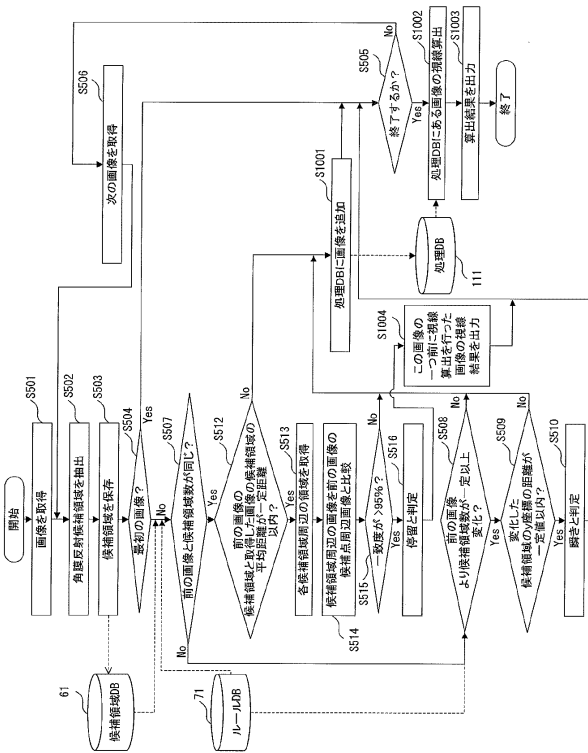 開始
S501
画像を取得
S502
角膜反射候補領域を抽出
S503
候補領域を保存
S504
最初の画像？
Yes
No
S506
次の画像を取得
61
候補領域DB
71
ルールDB
S507
前の画像と候補領域数が同じ？
Yes
No
S512
前の画像の
候補領域と取得した画像の候補領域の
平均距離が一定距離
以内？
Yes
No
S513
各候補領域周辺の領域を取得
S514
候補領域周辺の画像を前の画像の
候補点周辺画像と比較
S515
一致度が＞95%？
Yes
No
S516
停留と判定
S508
前の画像
より候補領域数が一定以上
変化？
Yes
No
S509
変化した
候補領域のy座標の距離が
一定値以内？
Yes
No
S510
瞬きと判定
S1001
処理DBに画像を追加
処理DB
111
S1004
この画像の
一つ前に視線
算出を行った
画像の視線
結果を出力
S505
終了するか？
No
Yes
S1002
処理DBにある画像の視線算出
S1003
算出結果を出力
終了